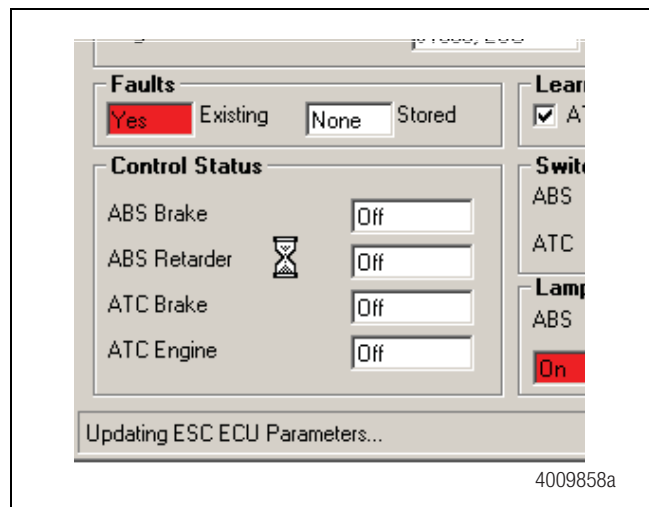 Faults
Yes Existing None Stored
Control Status
ABS Brake Off
ABS Retarder Off
ATC Brake Off
ATC Engine Off
Updating ESC ECU Parameters...
ABS
ATC
ABS
On
4009858a